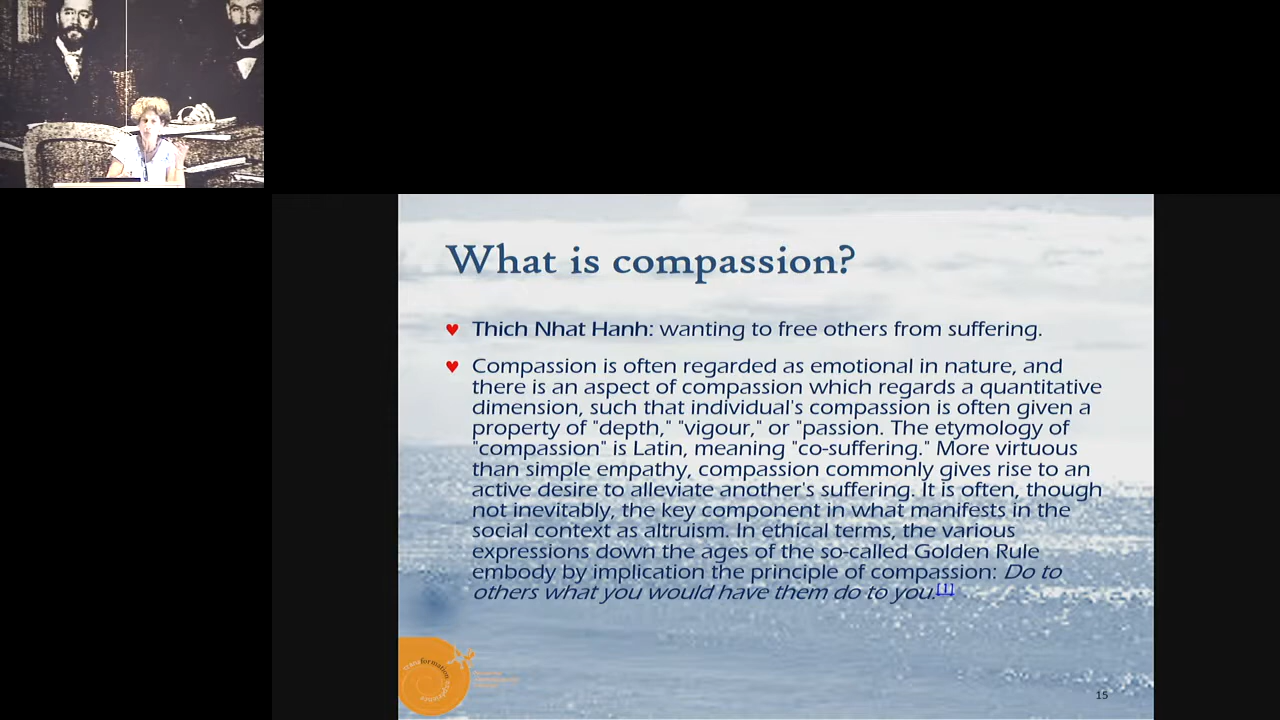 What is compassion?
♥ Thich Nhat Hanh: wanting to free others from suffering.
♥ Compassion is often regarded as emotional in nature, and
there is an aspect of compassion which regards a quantitative
dimension, such that individual's compassion is often given a
property of "depth," "vigour," or "passion. The etymology of
"compassion" is Latin, meaning "co-suffering." More virtuous
than simple empathy, compassion commonly gives rise to an
active desire to alleviate another's suffering. It is often, though
not inevitably, the key component in what manifests in the
social context as altruism. In ethical terms, the various
expressions down the ages of the so-called Golden Rule
embody by implication the principle of compassion: Do to
others what you would have them do to you.[1]
15